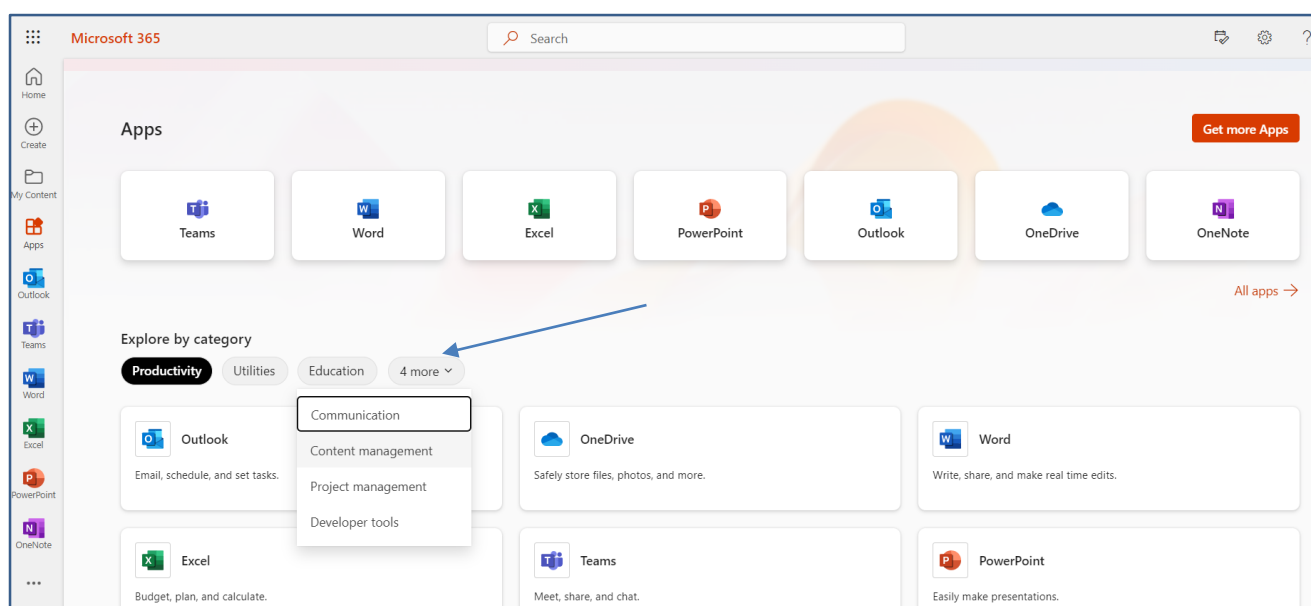 Microsoft 365
Search
?
Home
Create
My Content
Apps
Outlook
Teams
Word
Excel
PowerPoint
OneNote
Apps
Get more Apps
Teams
Word
Excel
PowerPoint
Outlook
OneDrive
OneNote
All apps →
Explore by category
Productivity
Utilities
Education
4 more
Communication
Content management
Project management
Developer tools
Outlook
Email, schedule, and set tasks.
OneDrive
Safely store files, photos, and more.
Word
Write, share, and make real time edits.
Excel
Budget, plan, and calculate.
Teams
Meet, share, and chat.
PowerPoint
Easily make presentations.